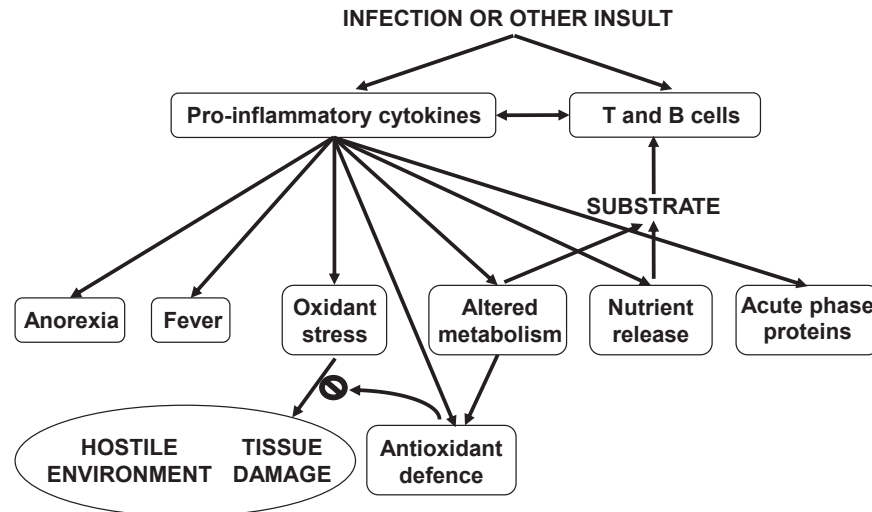 INFECTION OR OTHER INSULT
Pro-inflammatory cytokines
T and B cells
SUBSTRATE
Anorexia
Fever
Oxidant
stress
Altered
metabolism
Nutrient
release
Acute phase
proteins
HOSTILE
ENVIRONMENT
TISSUE
DAMAGE
Antioxidant
defence